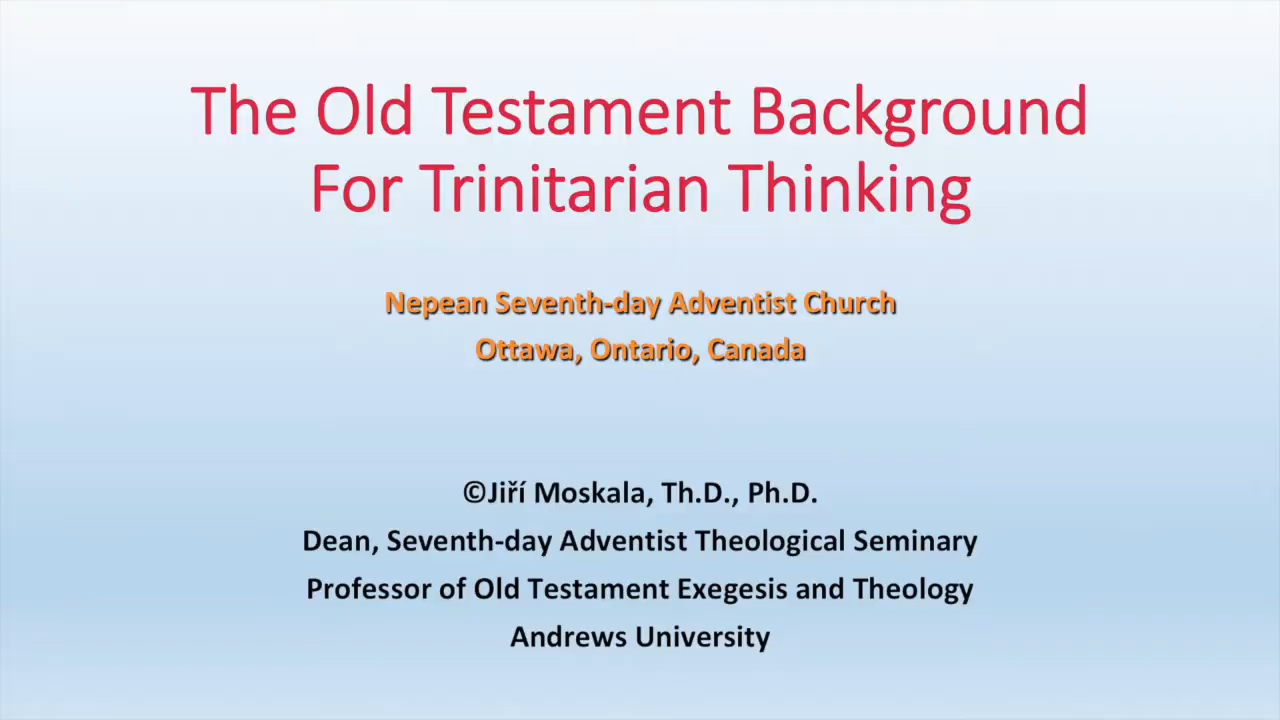 The Old Testament Background
For Trinitarian Thinking
Nepean Seventh-day Adventist Church
Ottawa, Ontario, Canada
©Jiří Moskala, Th.D., Ph.D.
Dean, Seventh-day Adventist Theological Seminary
Professor of Old Testament Exegesis and Theology
Andrews University